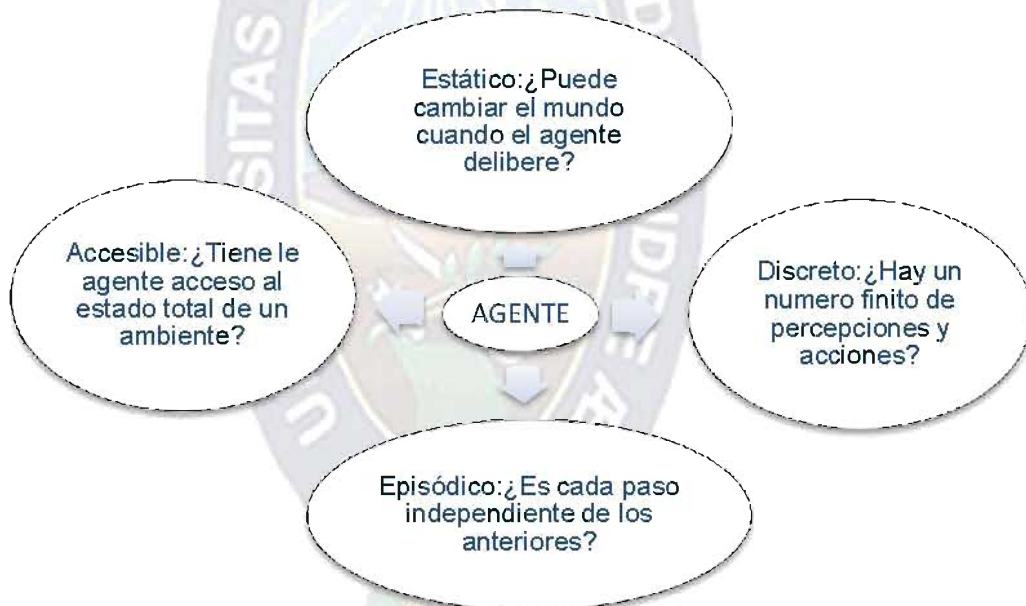 Estático:¿Puede
cambiar el mundo
cuando el agente
delibere?
Accesible:¿Tiene le
agente acceso al
estado total de un
ambiente?
AGENTE
Discreto:¿Hay un
numero finito de
percepciones y
acciones?
Episódico:¿Es cada paso
independiente de los
anteriores?